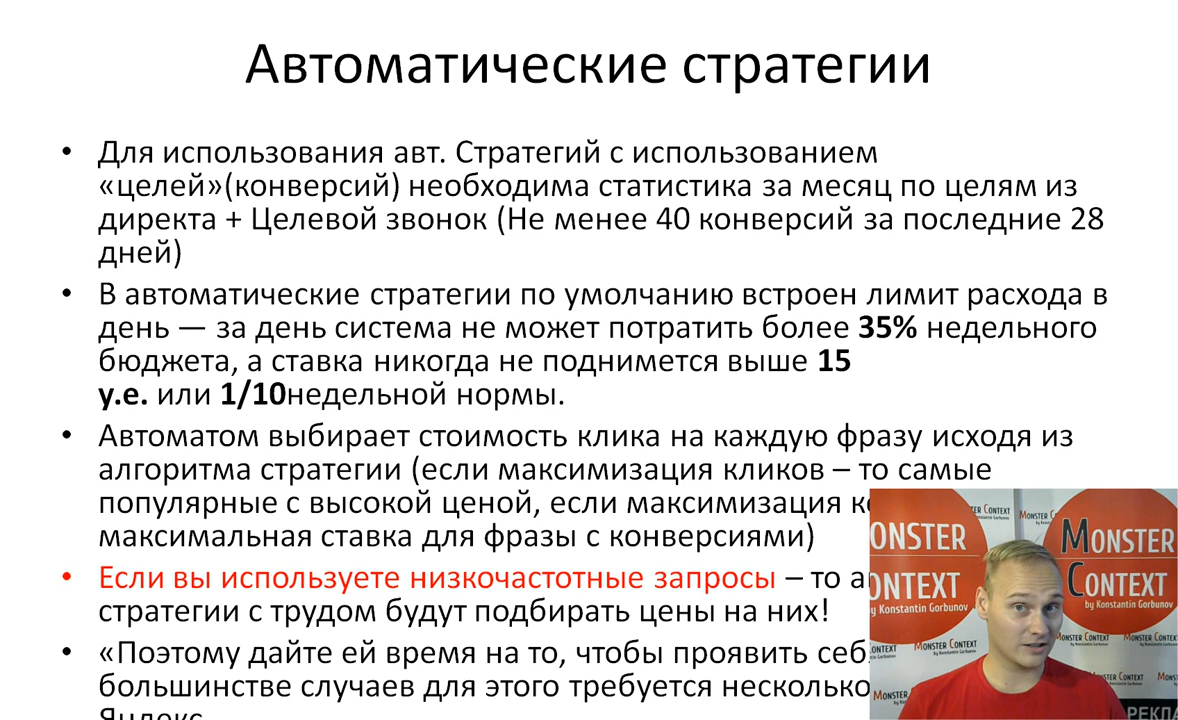 Автоматические стратегии
• Для использования авт. Стратегий с использованием
«целей»(конверсий) необходима статистика за месяц по целям из
директа + Целевой звонок (Не менее 40 конверсий за последние 28
дней)
• В автоматические стратегии по умолчанию встроен лимит расхода в
день — за день система не может потратить более 35% недельного
бюджета, а ставка никогда не поднимется выше 15
у.е. или 1/10недельной нормы.
• Автоматом выбирает стоимость клика на каждую фразу исходя из
алгоритма стратегии (если максимизация кликов – то самые
популярные с высокой ценой, если максимизация
максимальная ставка для фразы с конверсиями)
• Если вы используете низкочастотные запросы – то
стратегии с трудом будут подбирать цены на них!
• «Поэтому дайте ей время на то, чтобы проявить
большинстве случаев для этого требуется несколько
Яндекс
MONSTER
CONTEXT
by Konstantin Gorbunov
MONSTER
CONTEXT
by Konstantin Gorbunov
MONSTER CONTEXT
by Konstantin Gorbunov